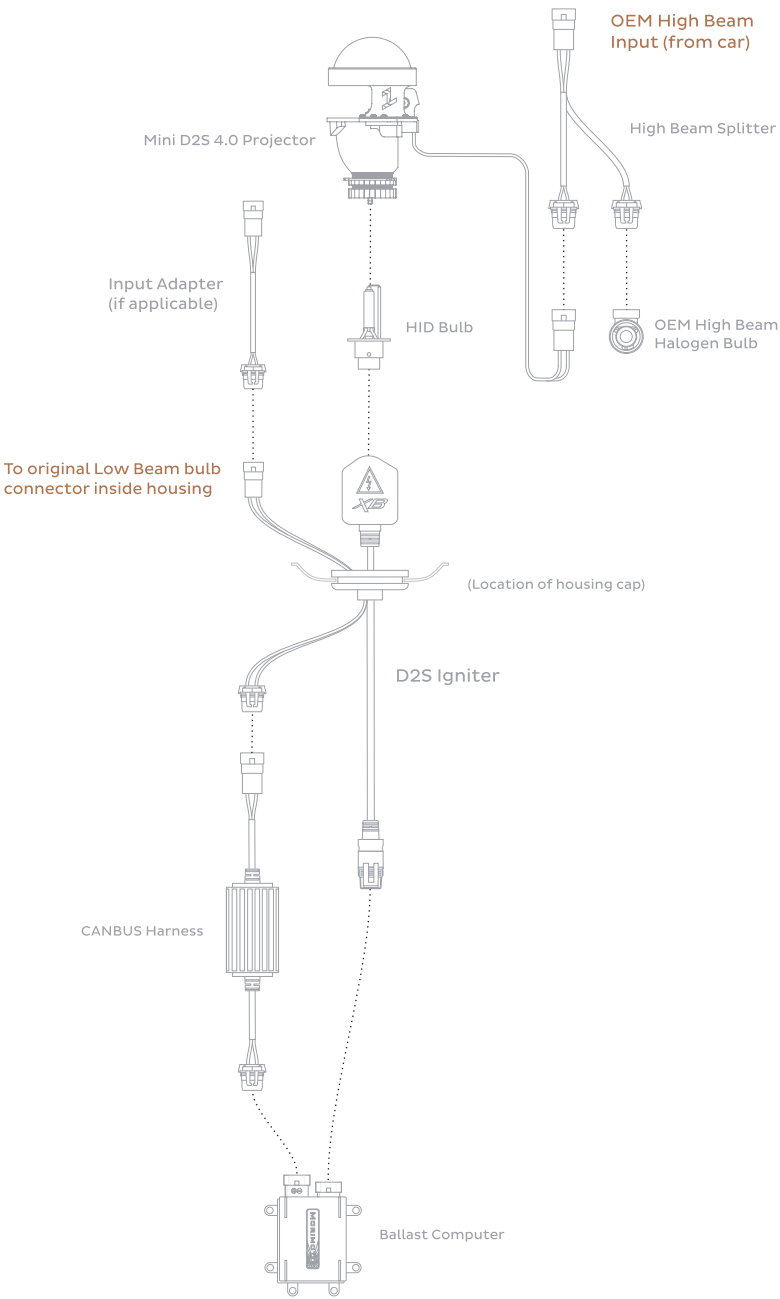 OEM High Beam
Input (from car)
High Beam Splitter
Mini D2S 4.0 Projector
Input Adapter
(if applicable)
HID Bulb
OEM High Beam
Halogen Bulb
To original Low Beam bulb
connector inside housing
XB
(Location of housing cap)
D2S Igniter
CANBUS Harness
MORIMOTO
Ballast Computer